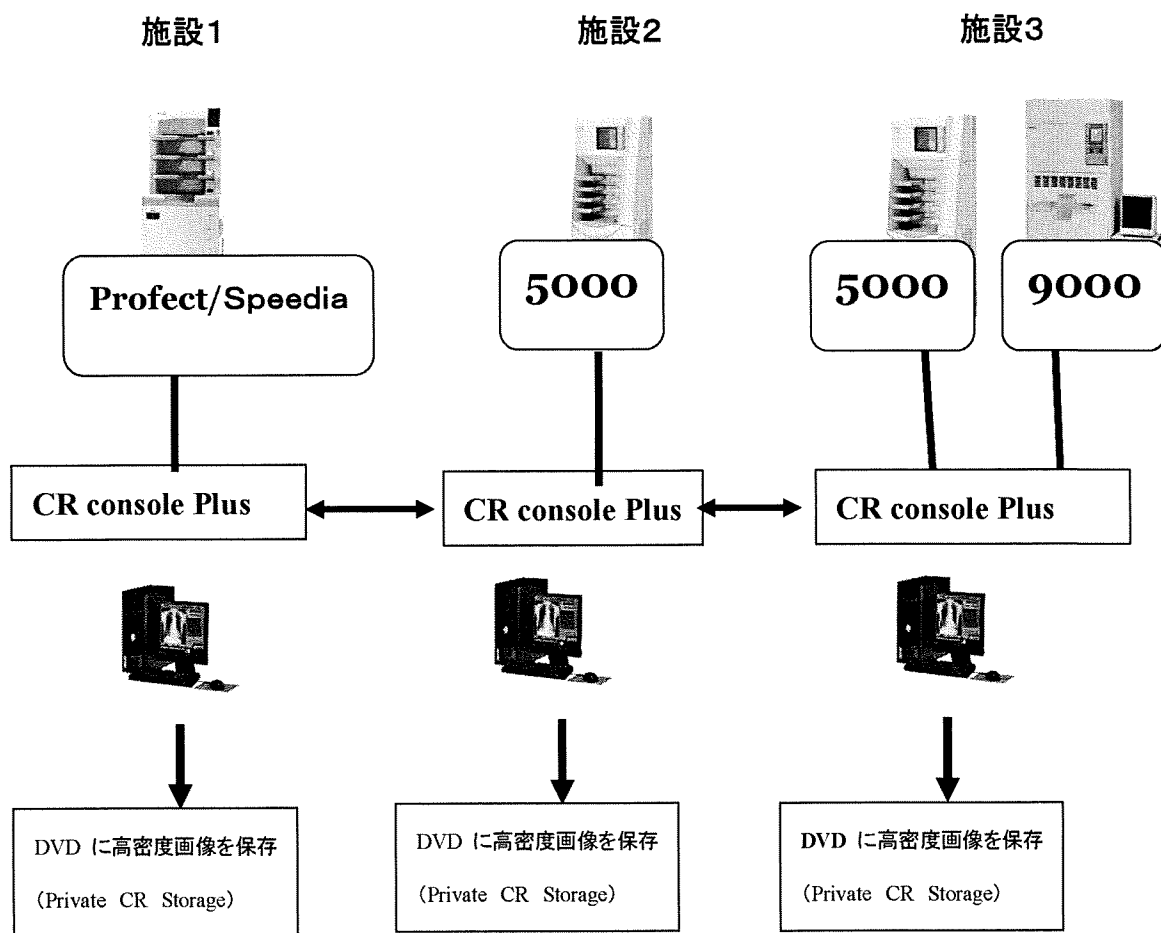 施設1
施設2
施設3
Profect/Speedia
5000
5000
9000
CR console Plus
CR console Plus
CR console Plus
DVD に高密度画像を保存
(Private CR Storage)
DVD に高密度画像を保存
(Private CR Storage)
DVD に高密度画像を保存
(Private CR Storage)